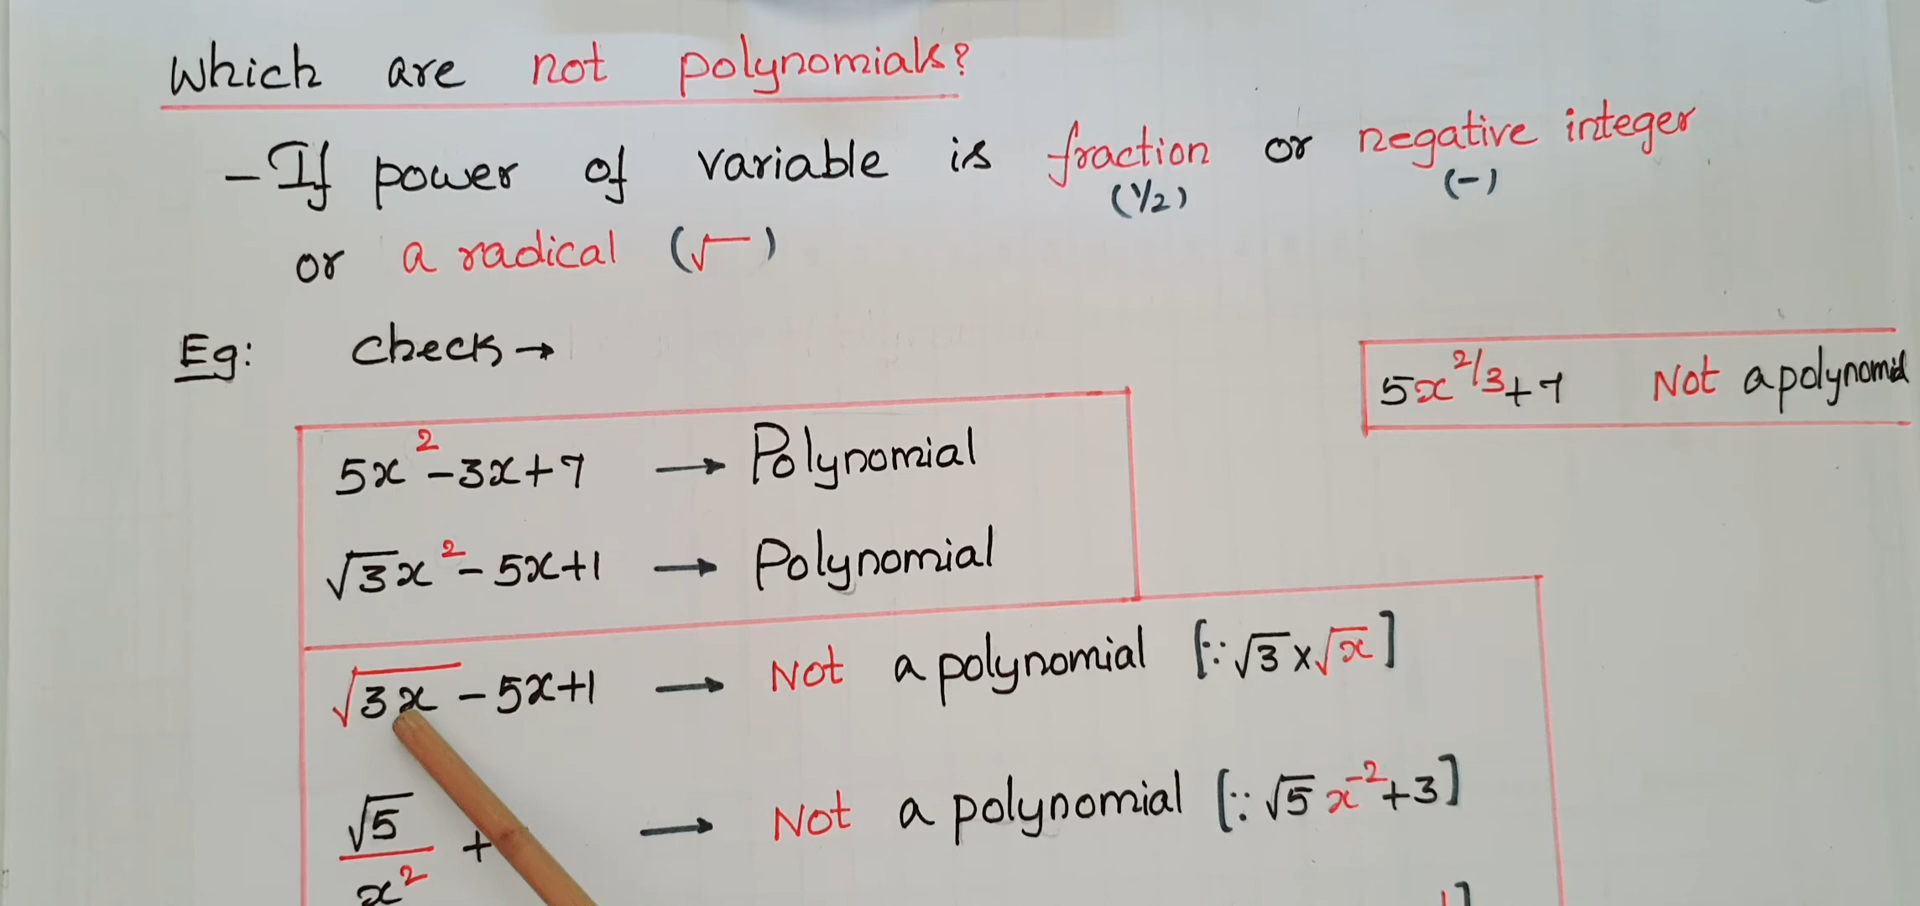 Which are not polynomials?
- If power of variable is fraction or negative integer
(1/2) (-)
or a radical (√‾)
Eg: Check →
5x^2/3+7 Not a polynomial
5x²-3x+7 → Polynomial
√3x²-5x+1 → Polynomial
√(3x) -5x+1 → Not a polynomial [∵√3×√x]
√5/x² + → Not a polynomial [∵√5 x⁻²+3]